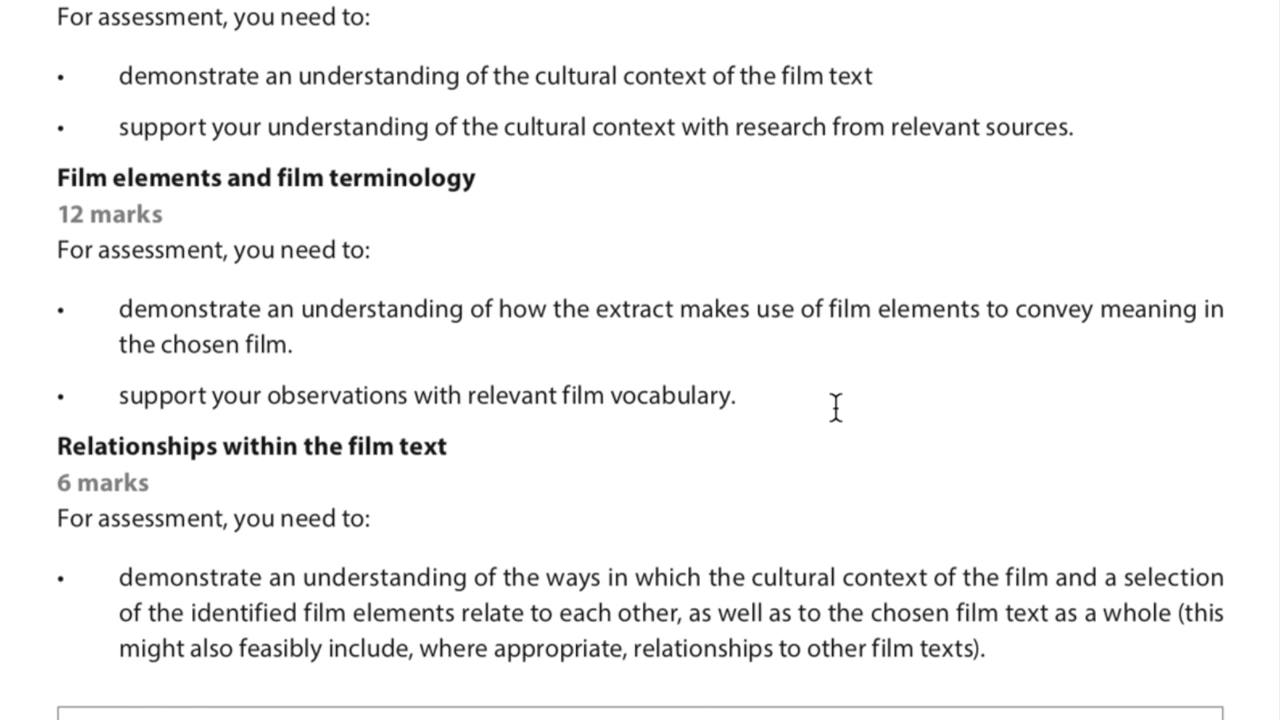 For assessment, you need to:
• demonstrate an understanding of the cultural context of the film text
• support your understanding of the cultural context with research from relevant sources.
Film elements and film terminology
12 marks
For assessment, you need to:
• demonstrate an understanding of how the extract makes use of film elements to convey meaning in
the chosen film.
• support your observations with relevant film vocabulary.
Relationships within the film text
6 marks
For assessment, you need to:
• demonstrate an understanding of the ways in which the cultural context of the film and a selection
of the identified film elements relate to each other, as well as to the chosen film text as a whole (this
might also feasibly include, where appropriate, relationships to other film texts).